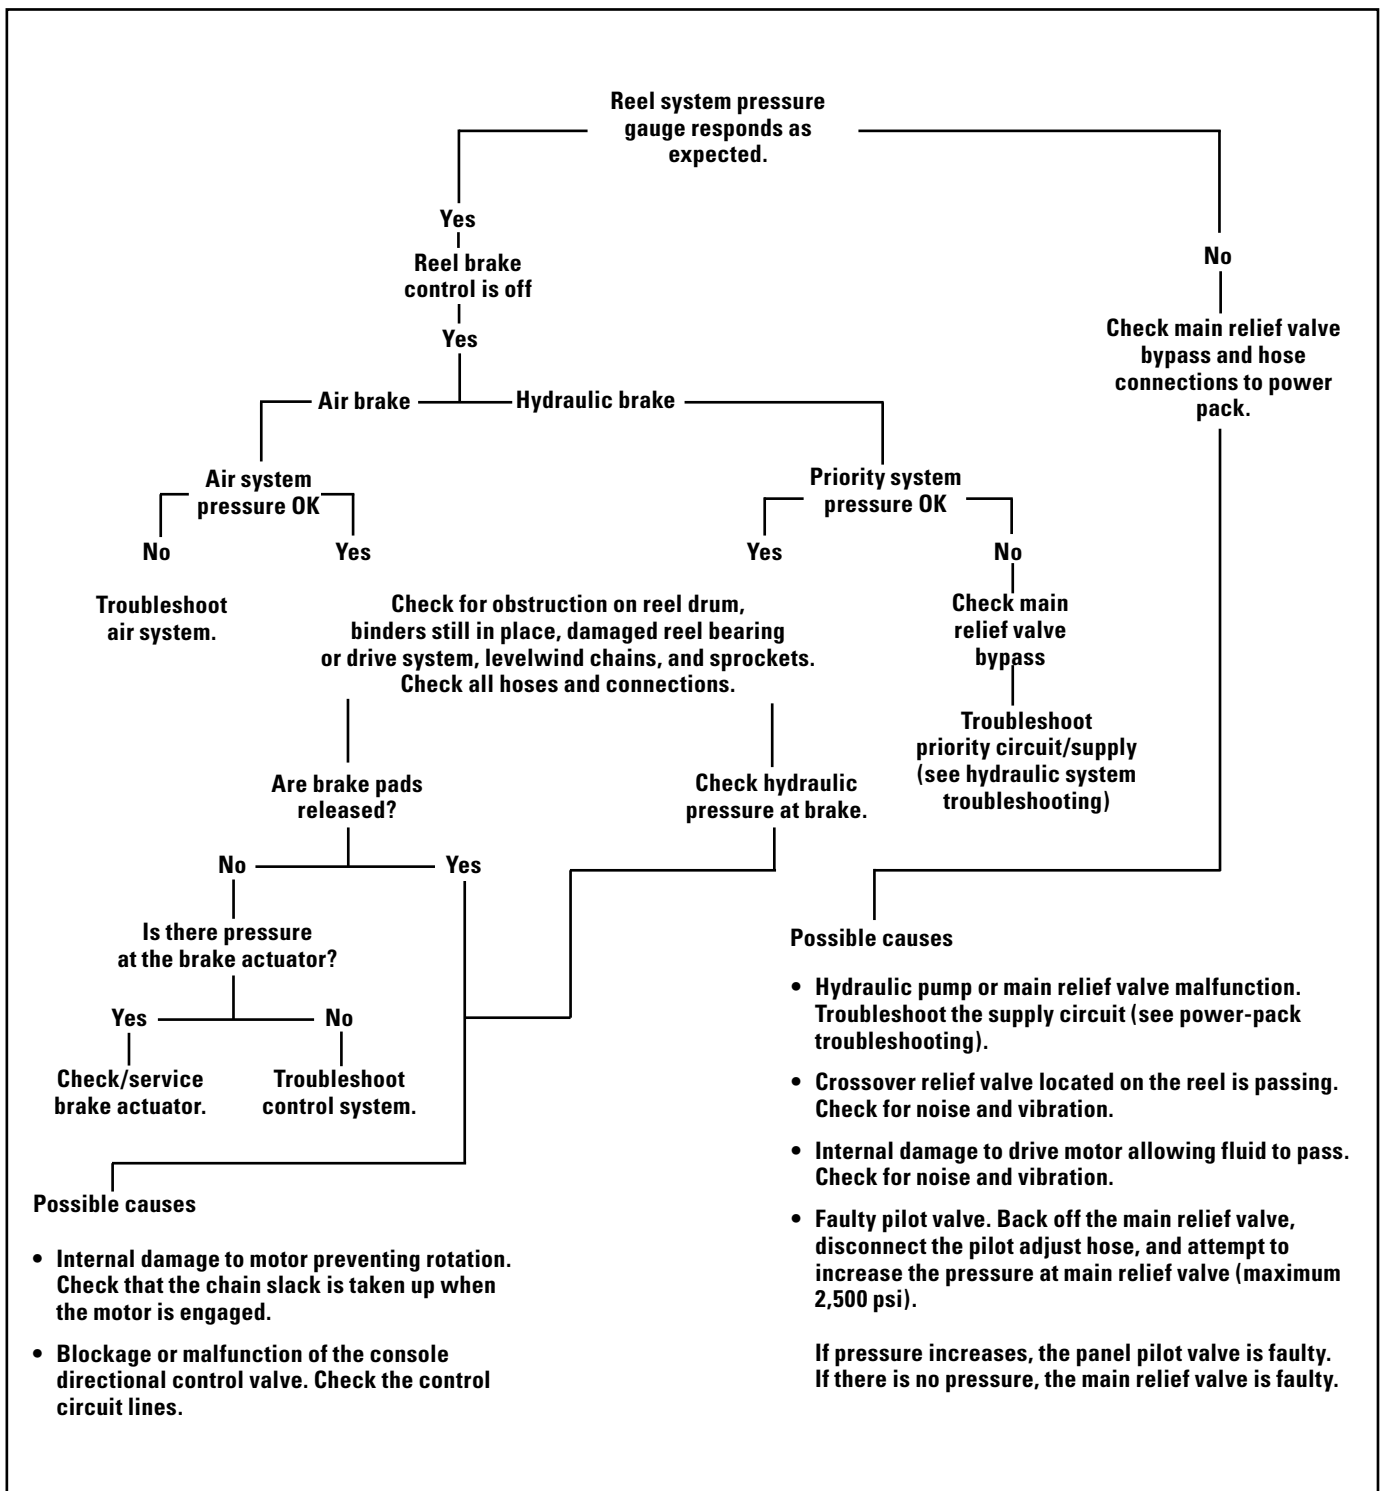 Reel system pressure
gauge responds as
expected.
Yes
Reel brake
control is off
Yes
No
Check main relief valve
bypass and hose
connections to power
pack.
Air brake
Hydraulic brake
Air system
pressure OK
Priority system
pressure OK
No
Yes
Yes
No
Troubleshoot
air system.
Check for obstruction on reel drum,
binders still in place, damaged reel bearing
or drive system, levelwind chains, and sprockets.
Check all hoses and connections.
Check main
relief valve
bypass
Troubleshoot
priority circuit/supply
(see hydraulic system
troubleshooting)
Are brake pads
released?
Check hydraulic
pressure at brake.
No
Yes
Is there pressure
at the brake actuator?
Yes
No
Check/service
brake actuator.
Troubleshoot
control system.
Possible causes
• Internal damage to motor preventing rotation.
Check that the chain slack is taken up when
the motor is engaged.
• Blockage or malfunction of the console
directional control valve. Check the control
circuit lines.
Possible causes
• Hydraulic pump or main relief valve malfunction.
Troubleshoot the supply circuit (see power-pack
troubleshooting).
• Crossover relief valve located on the reel is passing.
Check for noise and vibration.
• Internal damage to drive motor allowing fluid to pass.
Check for noise and vibration.
• Faulty pilot valve. Back off the main relief valve,
disconnect the pilot adjust hose, and attempt to
increase the pressure at main relief valve (maximum
2,500 psi).
If pressure increases, the panel pilot valve is faulty.
If there is no pressure, the main relief valve is faulty.